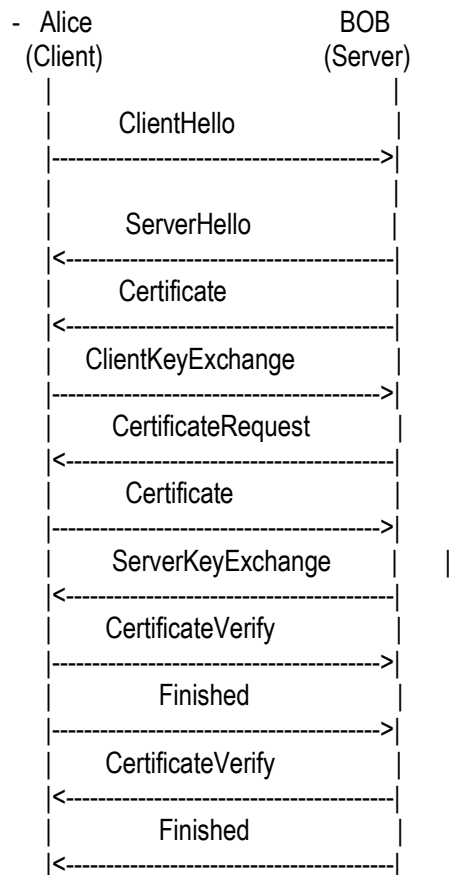 - Alice BOB
(Client) (Server)
| |
| ClientHello |
|----------------------------------------->|
| |
| ServerHello |
|<-----------------------------------------|
| Certificate |
|<-----------------------------------------|
| ClientKeyExchange |
|----------------------------------------->|
| CertificateRequest |
|<-----------------------------------------|
| Certificate |
|----------------------------------------->|
| ServerKeyExchange | |
|<-----------------------------------------|
| CertificateVerify |
|----------------------------------------->|
| Finished |
|----------------------------------------->|
| CertificateVerify |
|<-----------------------------------------|
| Finished |
|<-----------------------------------------|